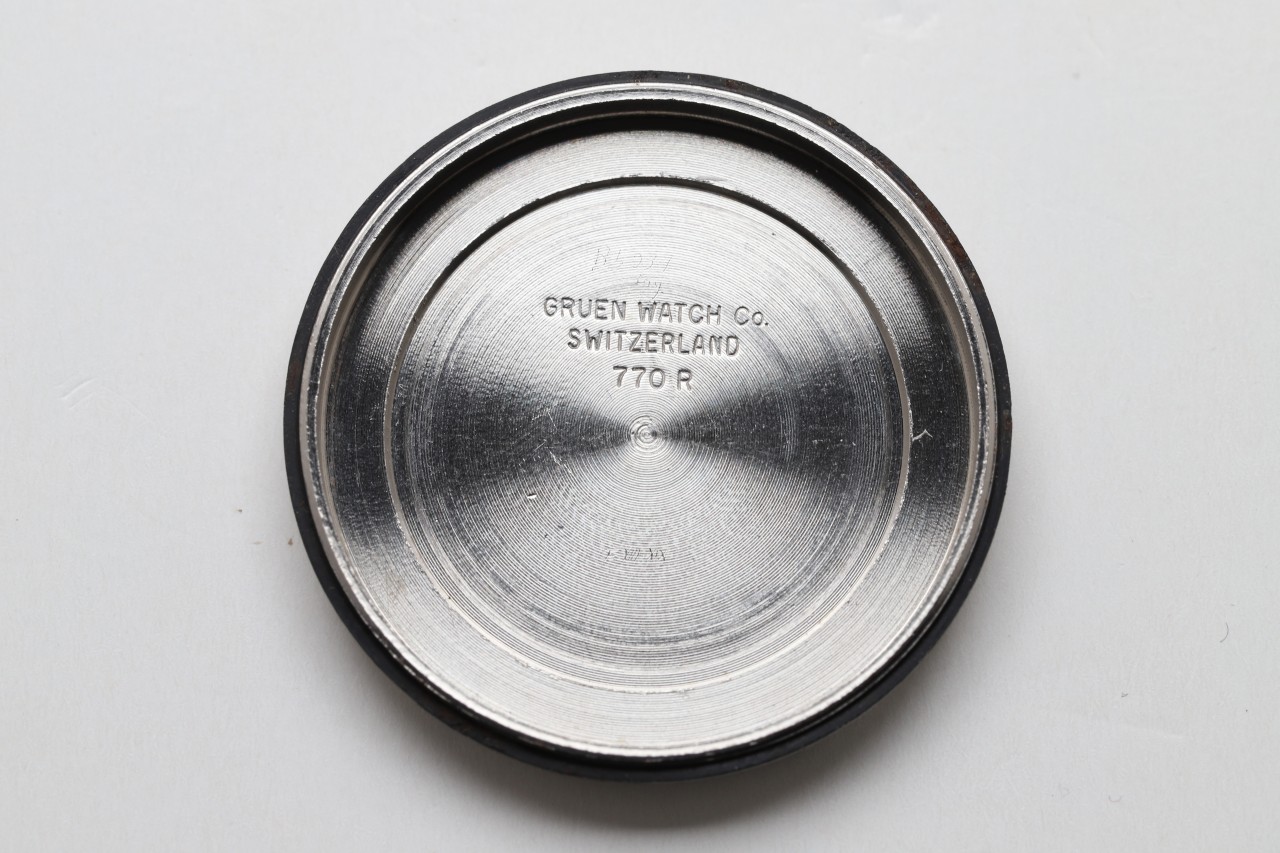 GRUEN WATCH Co.
SWITZERLAND
770 R